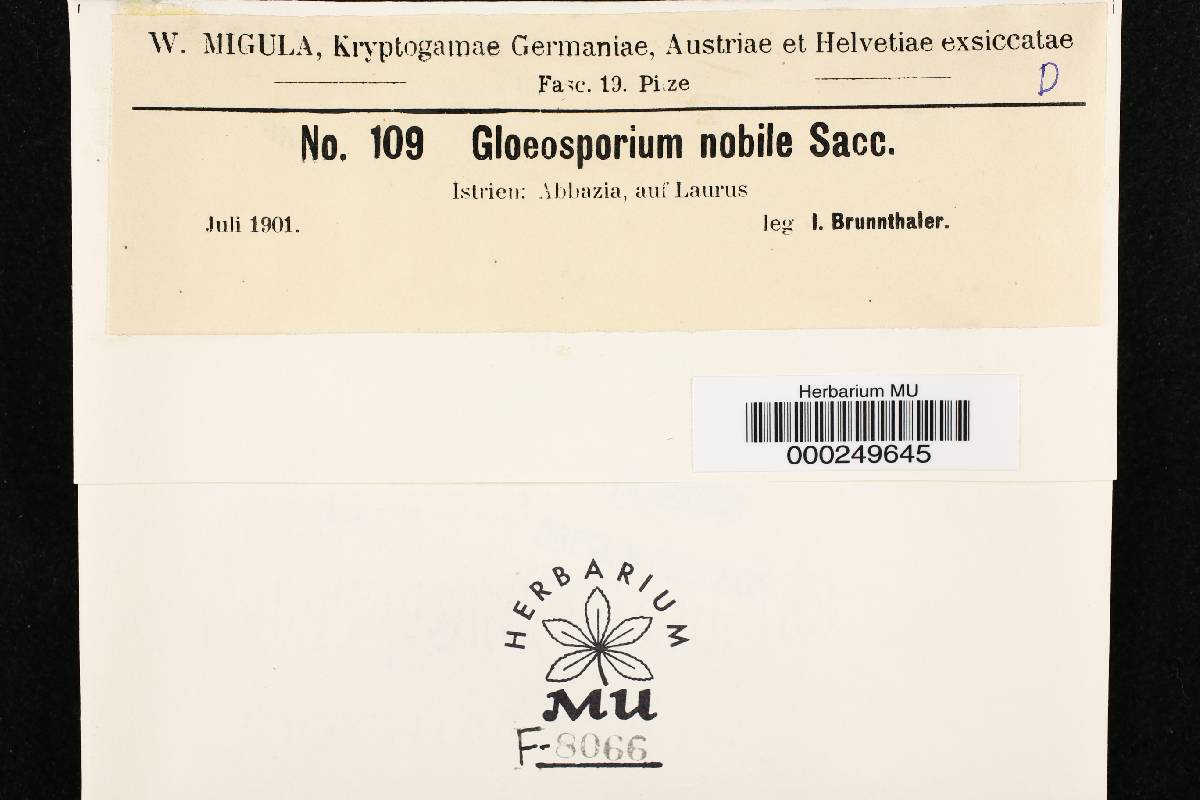 W. MIGULA, Kryptogamae Germaniae, Austriae et Helvetiae exsiccatae
Fasc. 19. Pilze
D
No. 109 Gloeosporium nobile Sacc.
Istrien: Abbazia, auf Laurus
Juli 1901. leg I. Brunnthaler.
Herbarium MU
000249645
HERBARIUM
MU
F-8066